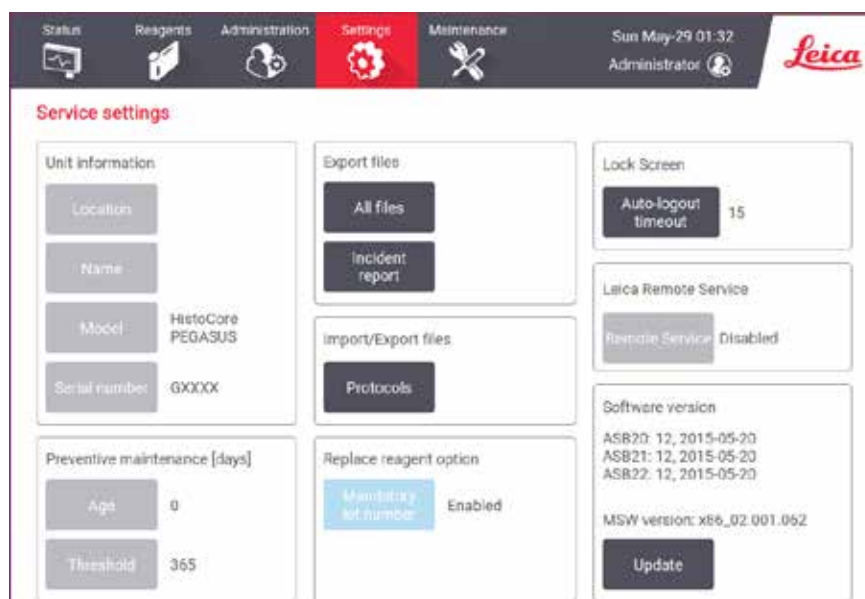 Status
Reagents
Administration
Settings
Maintenance
Sun May-29 01:32
Administrator
Leica
Service settings
Unit information
Location
Name
Model
HistoCore
PEGASUS
Serial number
GXXXX
Preventive maintenance [days]
Age
0
Threshold
365
Export files
All files
Incident
report
Import/Export files
Protocols
Replace reagent option
Mandatory
lot number
Enabled
Lock Screen
Auto-logout
timeout
15
Leica Remote Service
Remote Service
Disabled
Software version
ASB20: 12, 2015-05-20
ASB21: 12, 2015-05-20
ASB22: 12, 2015-05-20
MSW version: x86_02.001.062
Update